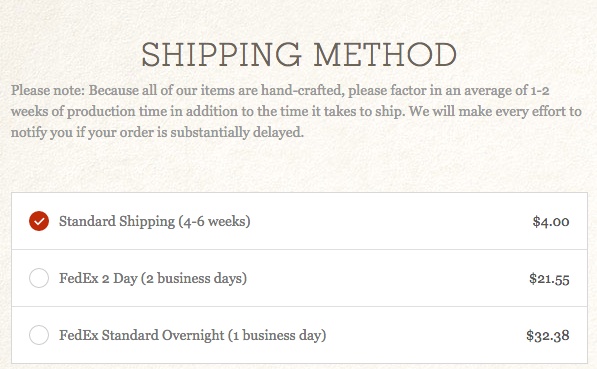 SHIPPING METHOD
Please note: Because all of our items are hand-crafted, please factor in an average of 1-2
weeks of production time in addition to the time it takes to ship. We will make every effort to
notify you if your order is substantially delayed.
Standard Shipping (4-6 weeks) $4.00
FedEx 2 Day (2 business days) $21.55
FedEx Standard Overnight (1 business day) $32.38